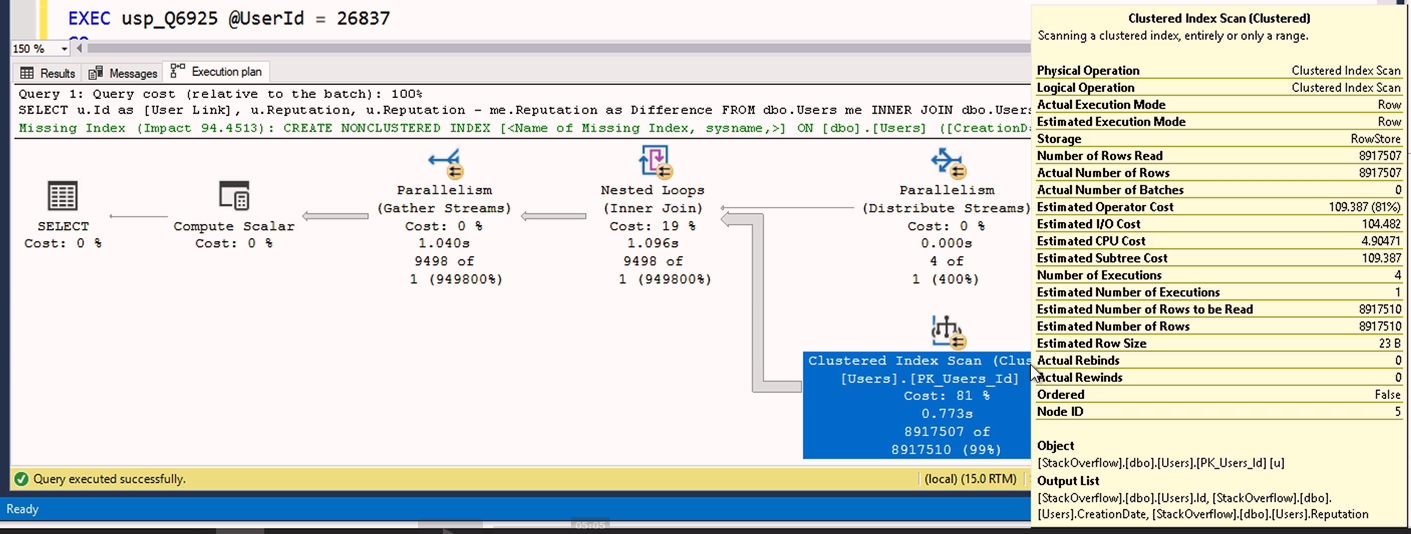 EXEC usp_Q6925 @UserId = 26837
GO
150 %
Results Messages Execution plan
Query 1: Query cost (relative to the batch): 100%
SELECT u.Id as [User Link], u.Reputation, u.Reputation - me.Reputation as Difference FROM dbo.Users me INNER JOIN dbo.Users
Missing Index (Impact 94.4513): CREATE NONCLUSTERED INDEX [<Name of Missing Index, sysname,>] ON [dbo].[Users] ([CreationDa
SELECT
Cost: 0 %
Compute Scalar
Cost: 0 %
Parallelism
(Gather Streams)
Cost: 0 %
1.040s
9498 of
1 (949800%)
Nested Loops
(Inner Join)
Cost: 19 %
1.096s
9498 of
1 (949800%)
Parallelism
(Distribute Streams)
Cost: 0 %
0.000s
4 of
1 (400%)
Clustered Index Scan (Clus
[Users].[PK_Users_Id]
Cost: 81 %
0.773s
8917507 of
8917510 (99%)
Query executed successfully.
(local) (15.0 RTM)
Ready
05:05
Clustered Index Scan (Clustered)
Scanning a clustered index, entirely or only a range.
Physical Operation Clustered Index Scan
Logical Operation Clustered Index Scan
Actual Execution Mode Row
Estimated Execution Mode Row
Storage RowStore
Number of Rows Read 8917507
Actual Number of Rows 8917507
Actual Number of Batches 0
Estimated Operator Cost 109.387 (81%)
Estimated I/O Cost 104.482
Estimated CPU Cost 4.90471
Estimated Subtree Cost 109.387
Number of Executions 4
Estimated Number of Executions 1
Estimated Number of Rows to be Read 8917510
Estimated Number of Rows 8917510
Estimated Row Size 23 B
Actual Rebinds 0
Actual Rewinds 0
Ordered False
Node ID 5
Object
[StackOverflow].[dbo].[Users].[PK_Users_Id] [u]
Output List
[StackOverflow].[dbo].[Users].Id, [StackOverflow].[dbo].
[Users].CreationDate, [StackOverflow].[dbo].[Users].Reputation